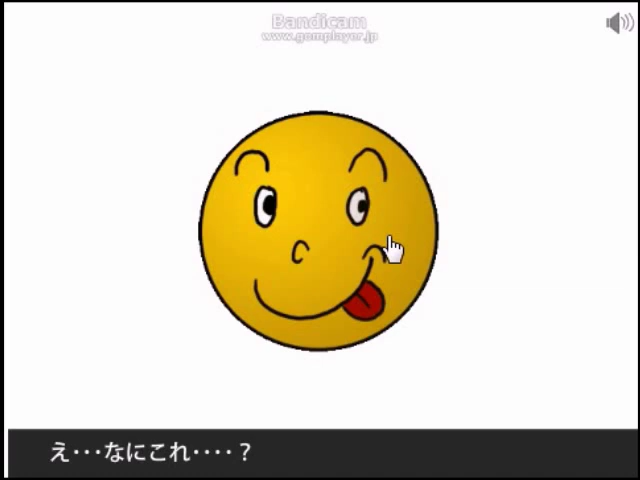 Bandicam
www.gomplayer.jp
え･･･なにこれ････？